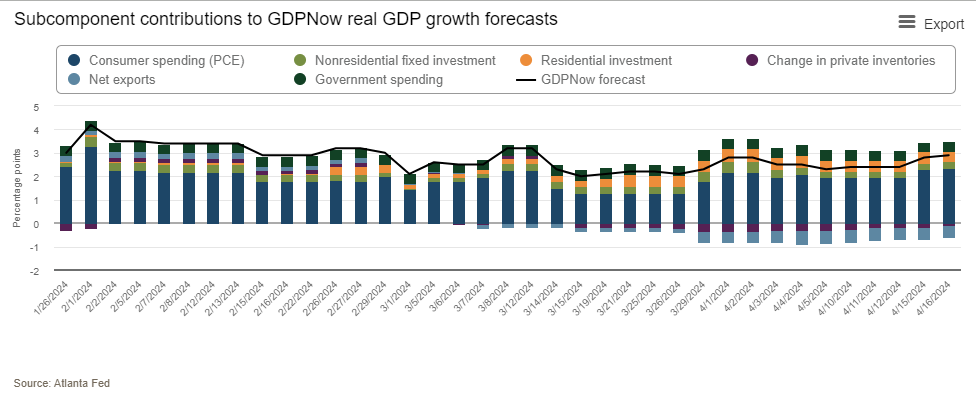 Subcomponent contributions to GDPNow real GDP growth forecasts
Export
Consumer spending (PCE) Nonresidential fixed investment Residential investment Change in private inventories
Net exports Government spending GDPNow forecast
Percentage points
5
4
3
2
1
0
-1
-2
1/26/2024 2/1/2024 2/2/2024 2/5/2024 2/7/2024 2/8/2024 2/12/2024 2/13/2024 2/15/2024 2/16/2024 2/22/2024 2/26/2024 2/27/2024 2/29/2024 3/1/2024 3/5/2024 3/6/2024 3/7/2024 3/8/2024 3/12/2024 3/14/2024 3/15/2024 3/19/2024 3/21/2024 3/25/2024 3/26/2024 3/29/2024 4/1/2024 4/2/2024 4/3/2024 4/4/2024 4/5/2024 4/10/2024 4/11/2024 4/12/2024 4/15/2024 4/16/2024
Source: Atlanta Fed